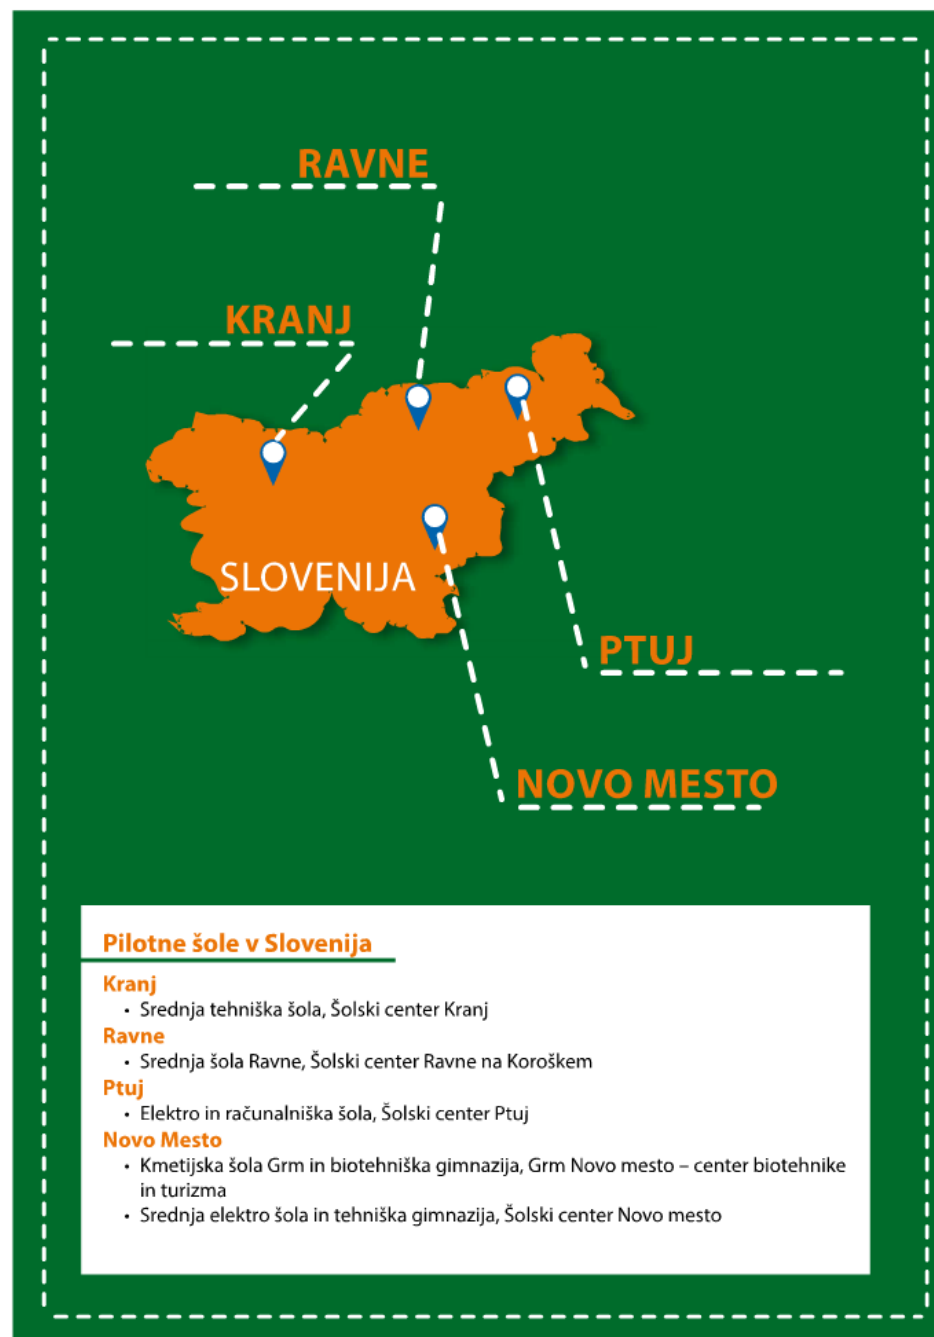 RAVNE
KRANJ
SLOVENIJA
PTUJ
NOVO MESTO
Pilotne šole v Slovenija
Kranj
• Srednja tehniška šola, Šolski center Kranj
Ravne
• Srednja šola Ravne, Šolski center Ravne na Koroškem
Ptuj
• Elektro in računalniška šola, Šolski center Ptuj
Novo Mesto
• Kmetijska šola Grm in biotehniška gimnazija, Grm Novo mesto – center biotehnike
in turizma
• Srednja elektro šola in tehniška gimnazija, Šolski center Novo mesto